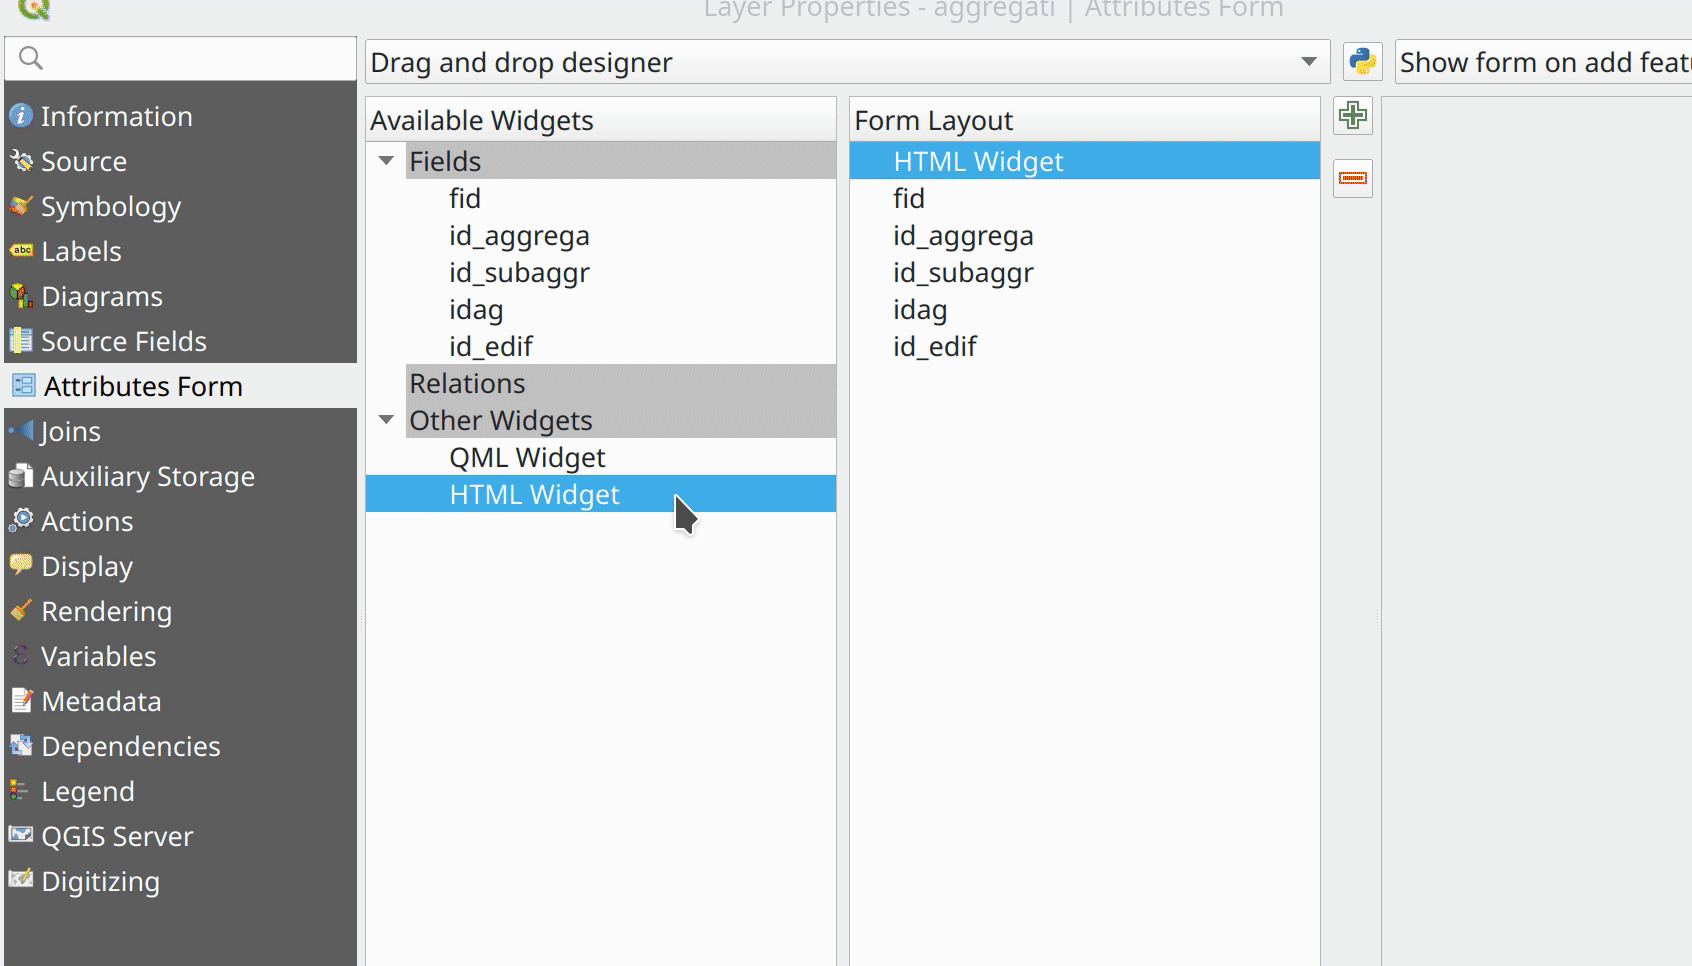 Layer Properties - aggregati | Attributes Form
Drag and drop designer
Show form on add featu
Information
Source
Symbology
abc
Labels
Diagrams
Source Fields
Attributes Form
Joins
Auxiliary Storage
Actions
Display
Rendering
Variables
Metadata
Dependencies
Legend
QGIS Server
Digitizing
Available Widgets
Fields
fid
id_aggrega
id_subaggr
idag
id_edif
Relations
Other Widgets
QML Widget
HTML Widget
Form Layout
HTML Widget
fid
id_aggrega
id_subaggr
idag
id_edif